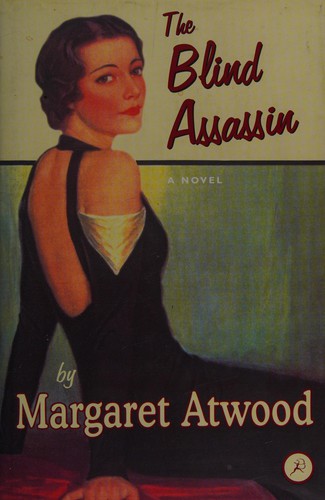 The
Blind
Assassin
A NOVEL
by
Margaret Atwood